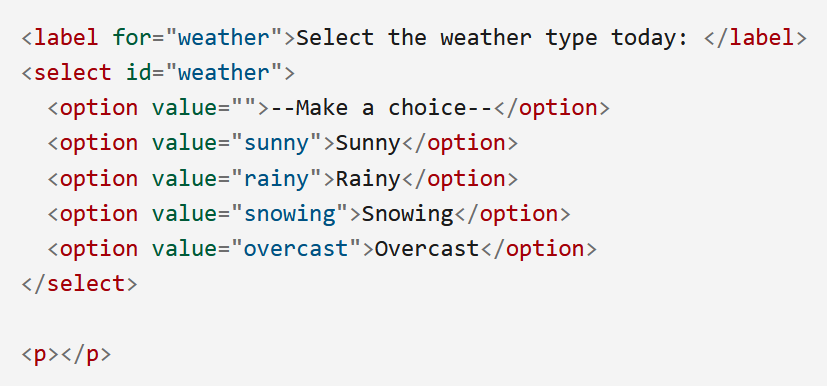 <label for="weather">Select the weather type today: </label>
<select id="weather">
  <option value="">--Make a choice--</option>
  <option value="sunny">Sunny</option>
  <option value="rainy">Rainy</option>
  <option value="snowing">Snowing</option>
  <option value="overcast">Overcast</option>
</select>

<p></p>